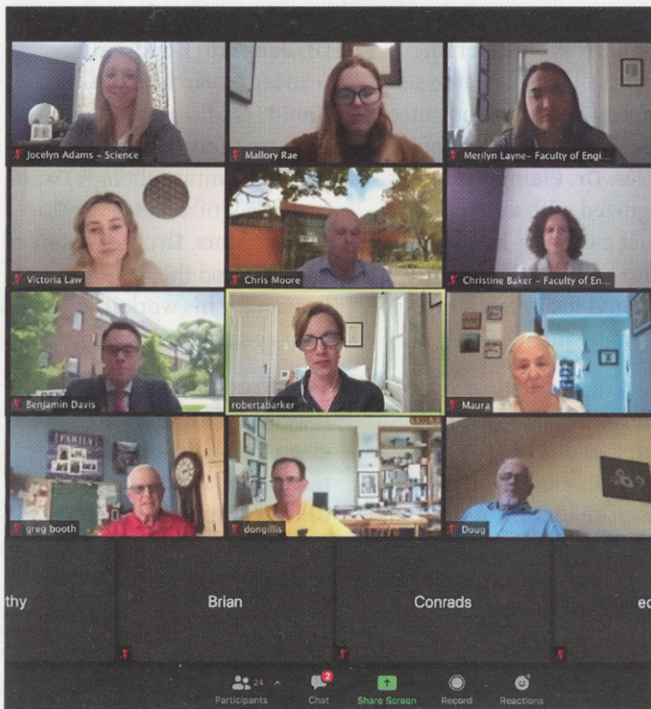 Jocelyn Adams – Science
Mallory Rae
Merilyn Layne– Faculty of Engi...
Victoria Law
Chris Moore
Christine Baker – Faculty of En...
Benjamin Davis
robertabarker
Maura
FAMILY
greg booth
dongillis
Doug
thy
Brian
Conrads
ec
24
2
Participants
Chat
Share Screen
Record
Reactions